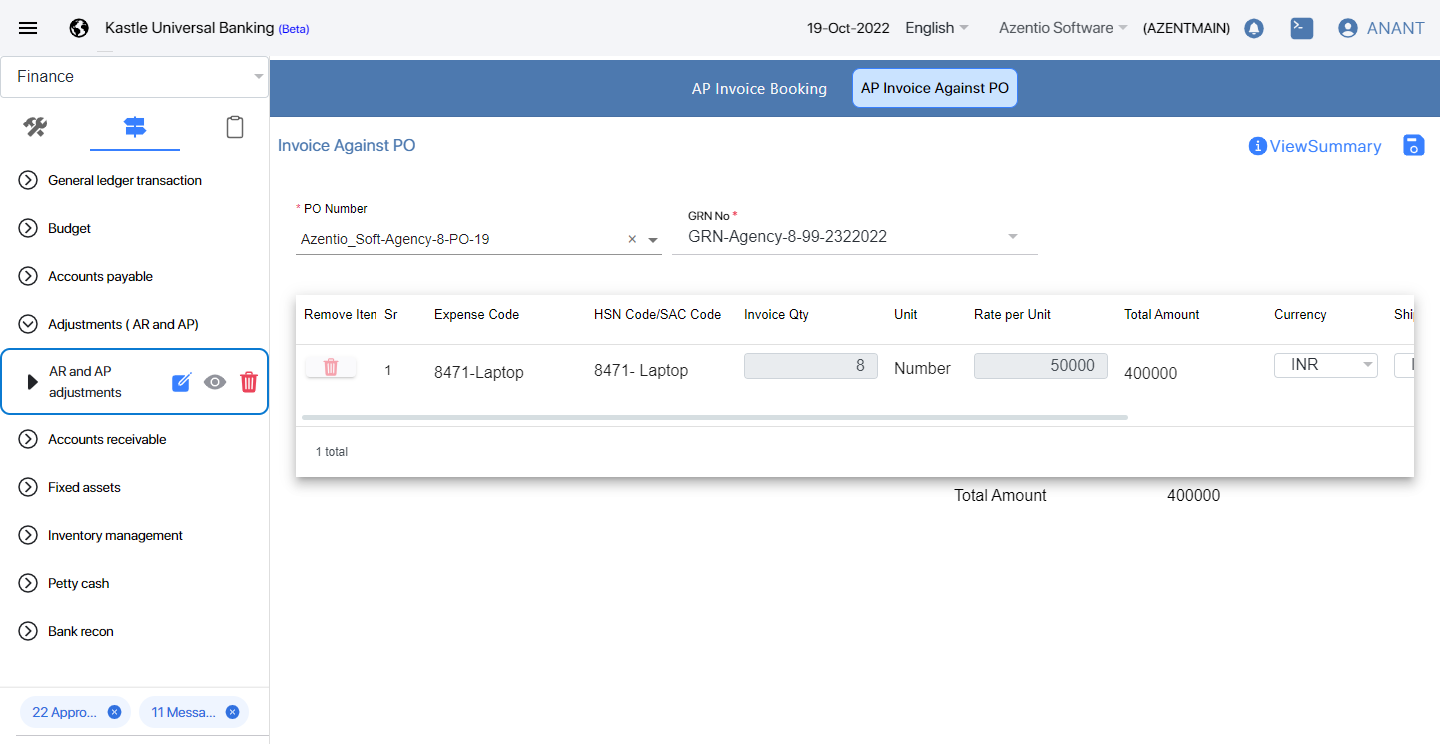 Kastle Universal Banking (Beta)
19-Oct-2022 English Azentio Software (AZENTMAIN) ANANT
Finance
General ledger transaction
Budget
Accounts payable
Adjustments ( AR and AP)
AR and AP
adjustments
Accounts receivable
Fixed assets
Inventory management
Petty cash
Bank recon
22 Appro...
11 Messa...
AP Invoice Booking AP Invoice Against PO
Invoice Against PO
ViewSummary
* PO Number
Azentio_Soft-Agency-8-PO-19
GRN No *
GRN-Agency-8-99-2322022
Remove Iten Sr Expense Code HSN Code/SAC Code Invoice Qty Unit Rate per Unit Total Amount Currency Shi
1 8471-Laptop 8471- Laptop 8 Number 50000 400000 INR
1 total
Total Amount 400000